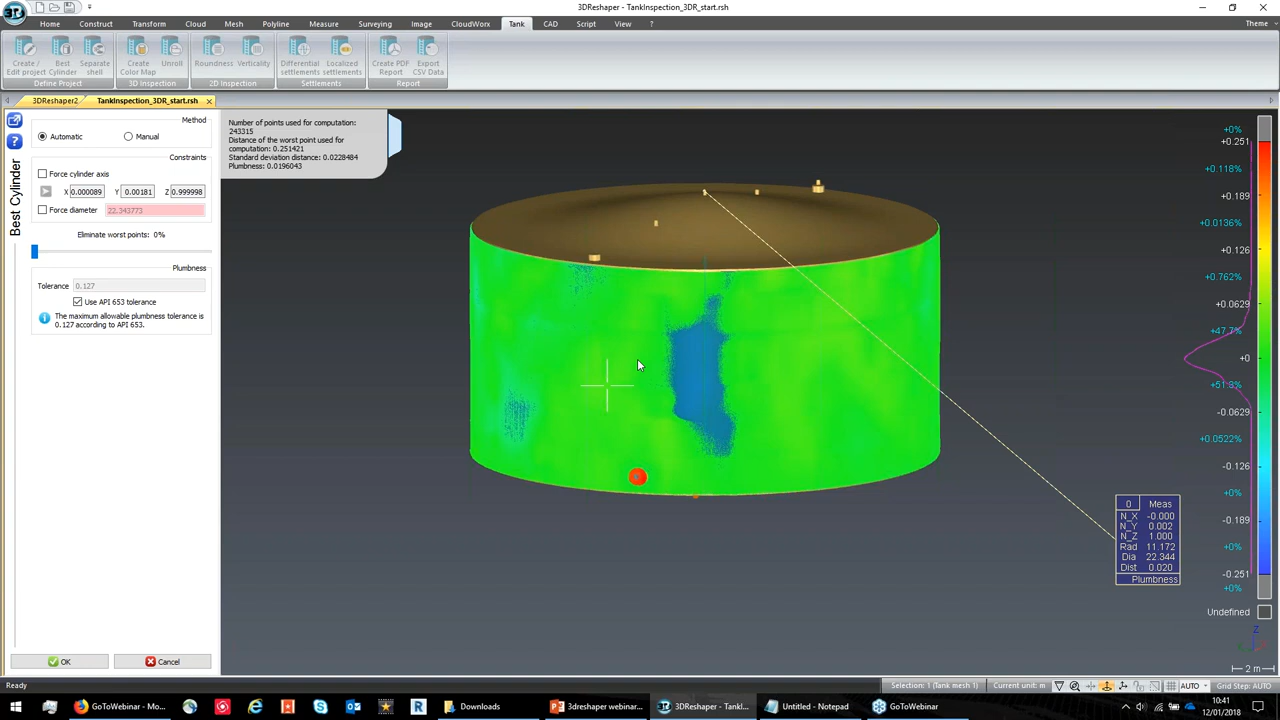 3DReshaper - TankInspection_3DR_start.rsh
Home Construct Transform Cloud Mesh Polyline Measure Surveying Image CloudWorx Tank CAD Script View ? Theme
Create / Edit project
Best Cylinder
Separate shell
Create Color Map
Unroll
Roundness
Verticality
Differential settlements
Localized settlements
Create PDF Report
Export CSV Data
Define Project 3D Inspection 2D Inspection Settlements Report
3DReshaper2 TankInspection_3DR_start.rsh
Best Cylinder
Method
Automatic Manual
Constraints
Force cylinder axis
X 0.000089 Y 0.00181 Z 0.999998
Force diameter 22.343773
Eliminate worst points: 0%
Plumbness
Tolerance 0.127
Use API 653 tolerance
The maximum allowable plumbness tolerance is
0.127 according to API 653.
OK Cancel
Number of points used for computation:
243315
Distance of the worst point used for
computation: 0.251421
Standard deviation distance: 0.0228484
Plumbness: 0.0196043
0 Meas
N_X -0.000
N_Y 0.002
N_Z 1.000
Rad 11.172
Dia 22.344
Dist 0.020
Plumbness
+0%
+0.251
+0.118%
+0.189
+0.0136%
+0.126
+0.762%
+0.0629
+47.7%
+0
+51.3%
-0.0629
+0.0522%
-0.126
+0%
-0.189
+0%
-0.251
+0%
Undefined
Z
2 m
Ready Selection: 1 (Tank mesh 1) Current unit: m AUTO Grid Step: AUTO
GoToWebinar - Mo... Downloads 3dreshaper webinar... 3DReshaper - TankI... Untitled - Notepad GoToWebinar
10:41
12/01/2018